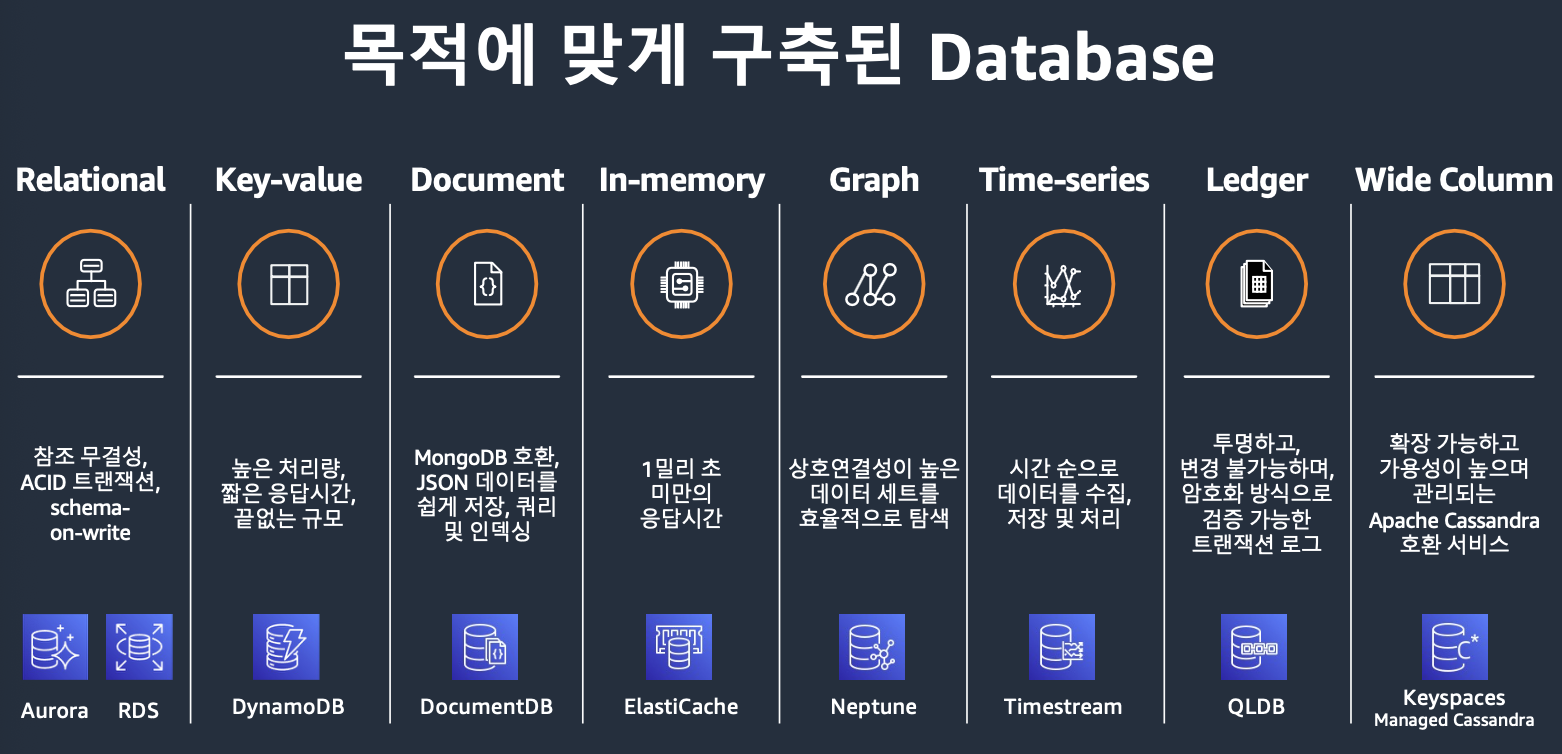 목적에 맞게 구축된 Database
Relational
참조 무결성,
ACID 트랜잭션,
schema-
on-write
Aurora
RDS
Key-value
높은 처리량,
짧은 응답시간,
끝없는 규모
DynamoDB
Document
MongoDB 호환,
JSON 데이터를
쉽게 저장, 쿼리
및 인덱싱
DocumentDB
In-memory
1밀리 초
미만의
응답시간
ElastiCache
Graph
상호연결성이 높은
데이터 세트를
효율적으로 탐색
Neptune
Time-series
시간 순으로
데이터를 수집,
저장 및 처리
Timestream
Ledger
투명하고,
변경 불가능하며,
암호화 방식으로
검증 가능한
트랜잭션 로그
QLDB
Wide Column
확장 가능하고
가용성이 높으며
관리되는
Apache Cassandra
호환 서비스
C*
Keyspaces
Managed Cassandra